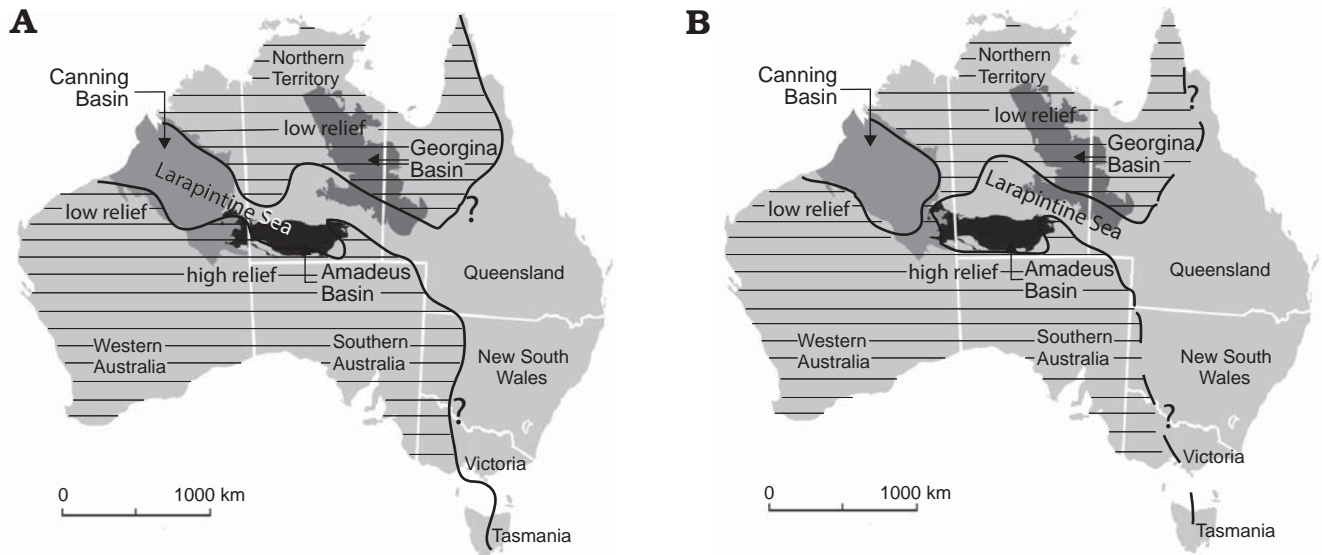 A
Northern
Territory
Canning
Basin
low relief
Georgina
Basin
Larapintine Sea
low relief
?
high relief
Amadeus
Basin
Queensland
Western
Australia
Southern
Australia
New South
Wales
?
Victoria
0 1000 km
Tasmania
B
Northern
Territory
Canning
Basin
low relief
?
Georgina
Basin
Larapintine Sea
low relief
high relief
Amadeus
Basin
Queensland
Western
Australia
Southern
Australia
New South
Wales
?
Victoria
0 1000 km
Tasmania